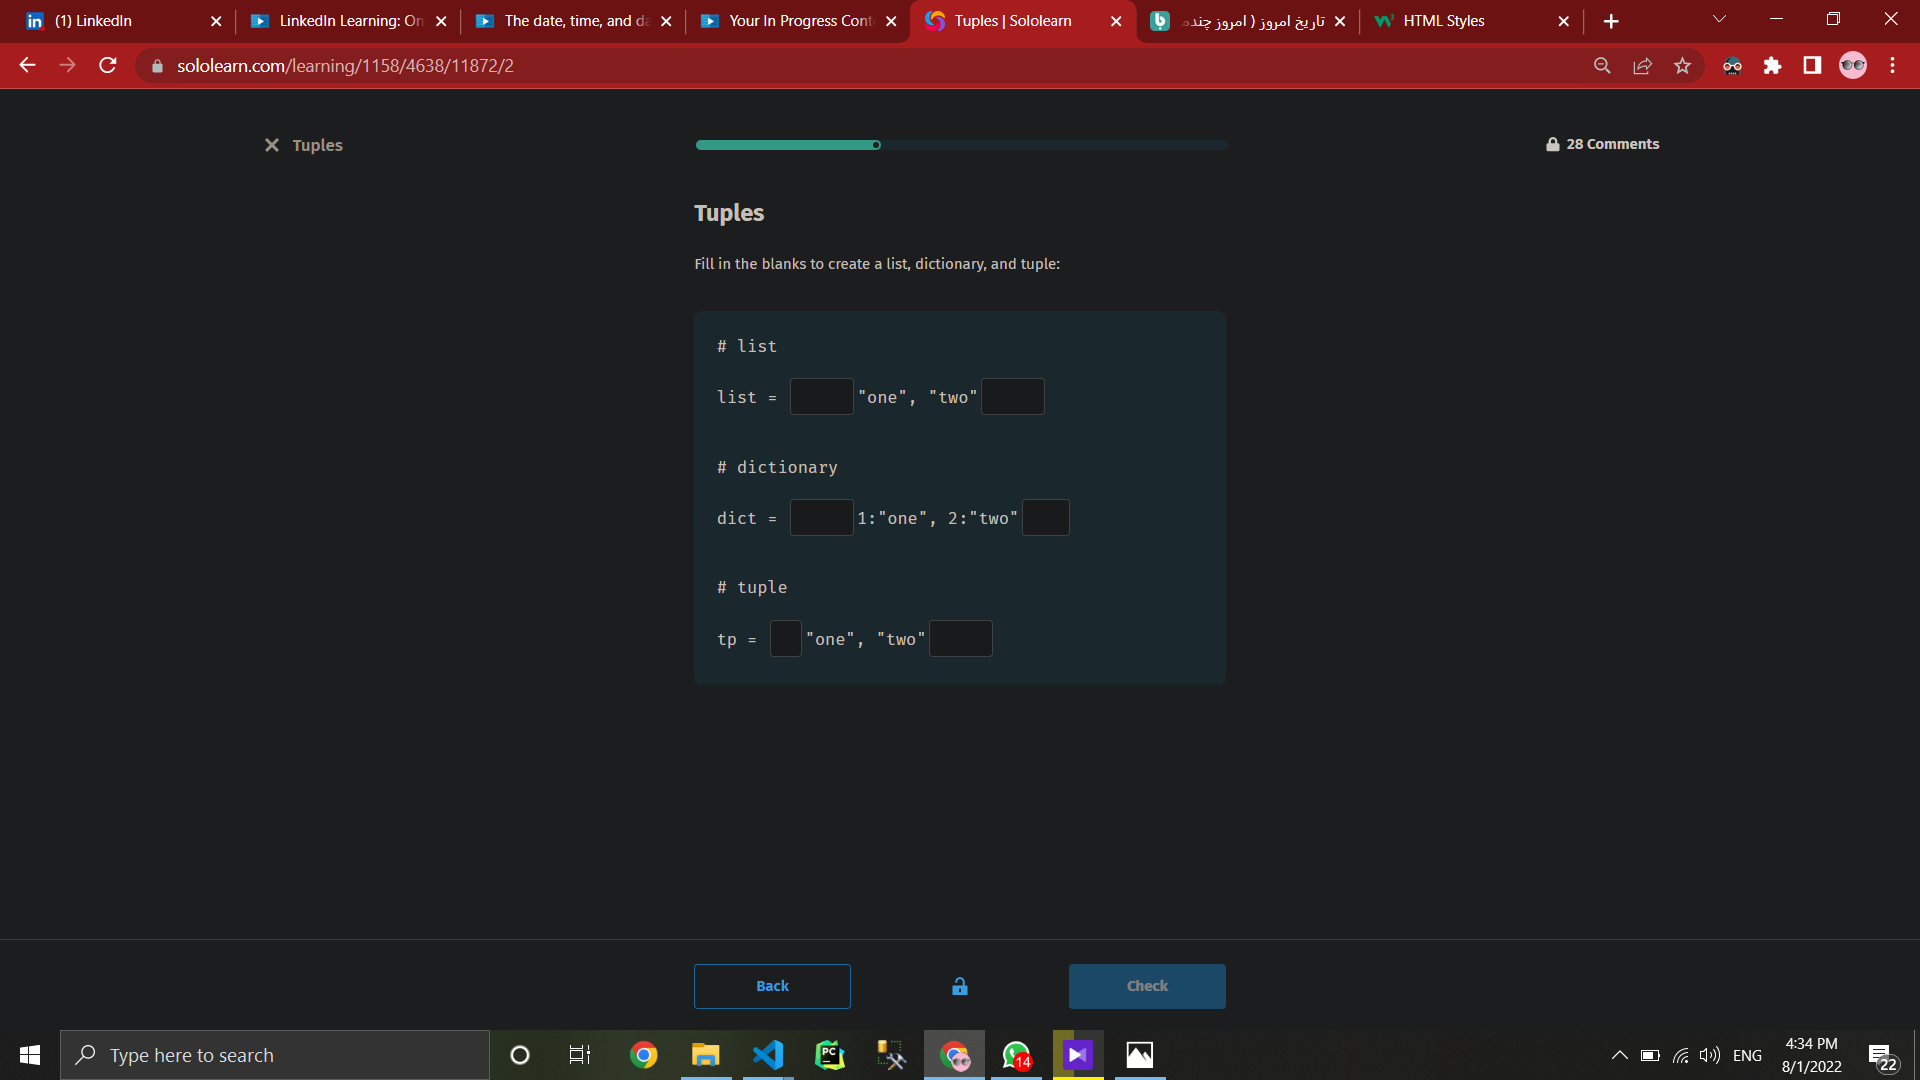 (1) LinkedIn
LinkedIn Learning: On
The date, time, and da
Your In Progress Cont
Tuples | Sololearn
تاریخ امروز ( امروز چندم
HTML Styles
sololearn.com/learning/1158/4638/11872/2
Tuples
28 Comments
Tuples
Fill in the blanks to create a list, dictionary, and tuple:
# list
list = "one", "two"
# dictionary
dict = 1:"one", 2:"two"
# tuple
tp = "one", "two"
Back
Check
Type here to search
14
ENG
4:34 PM
8/1/2022
22